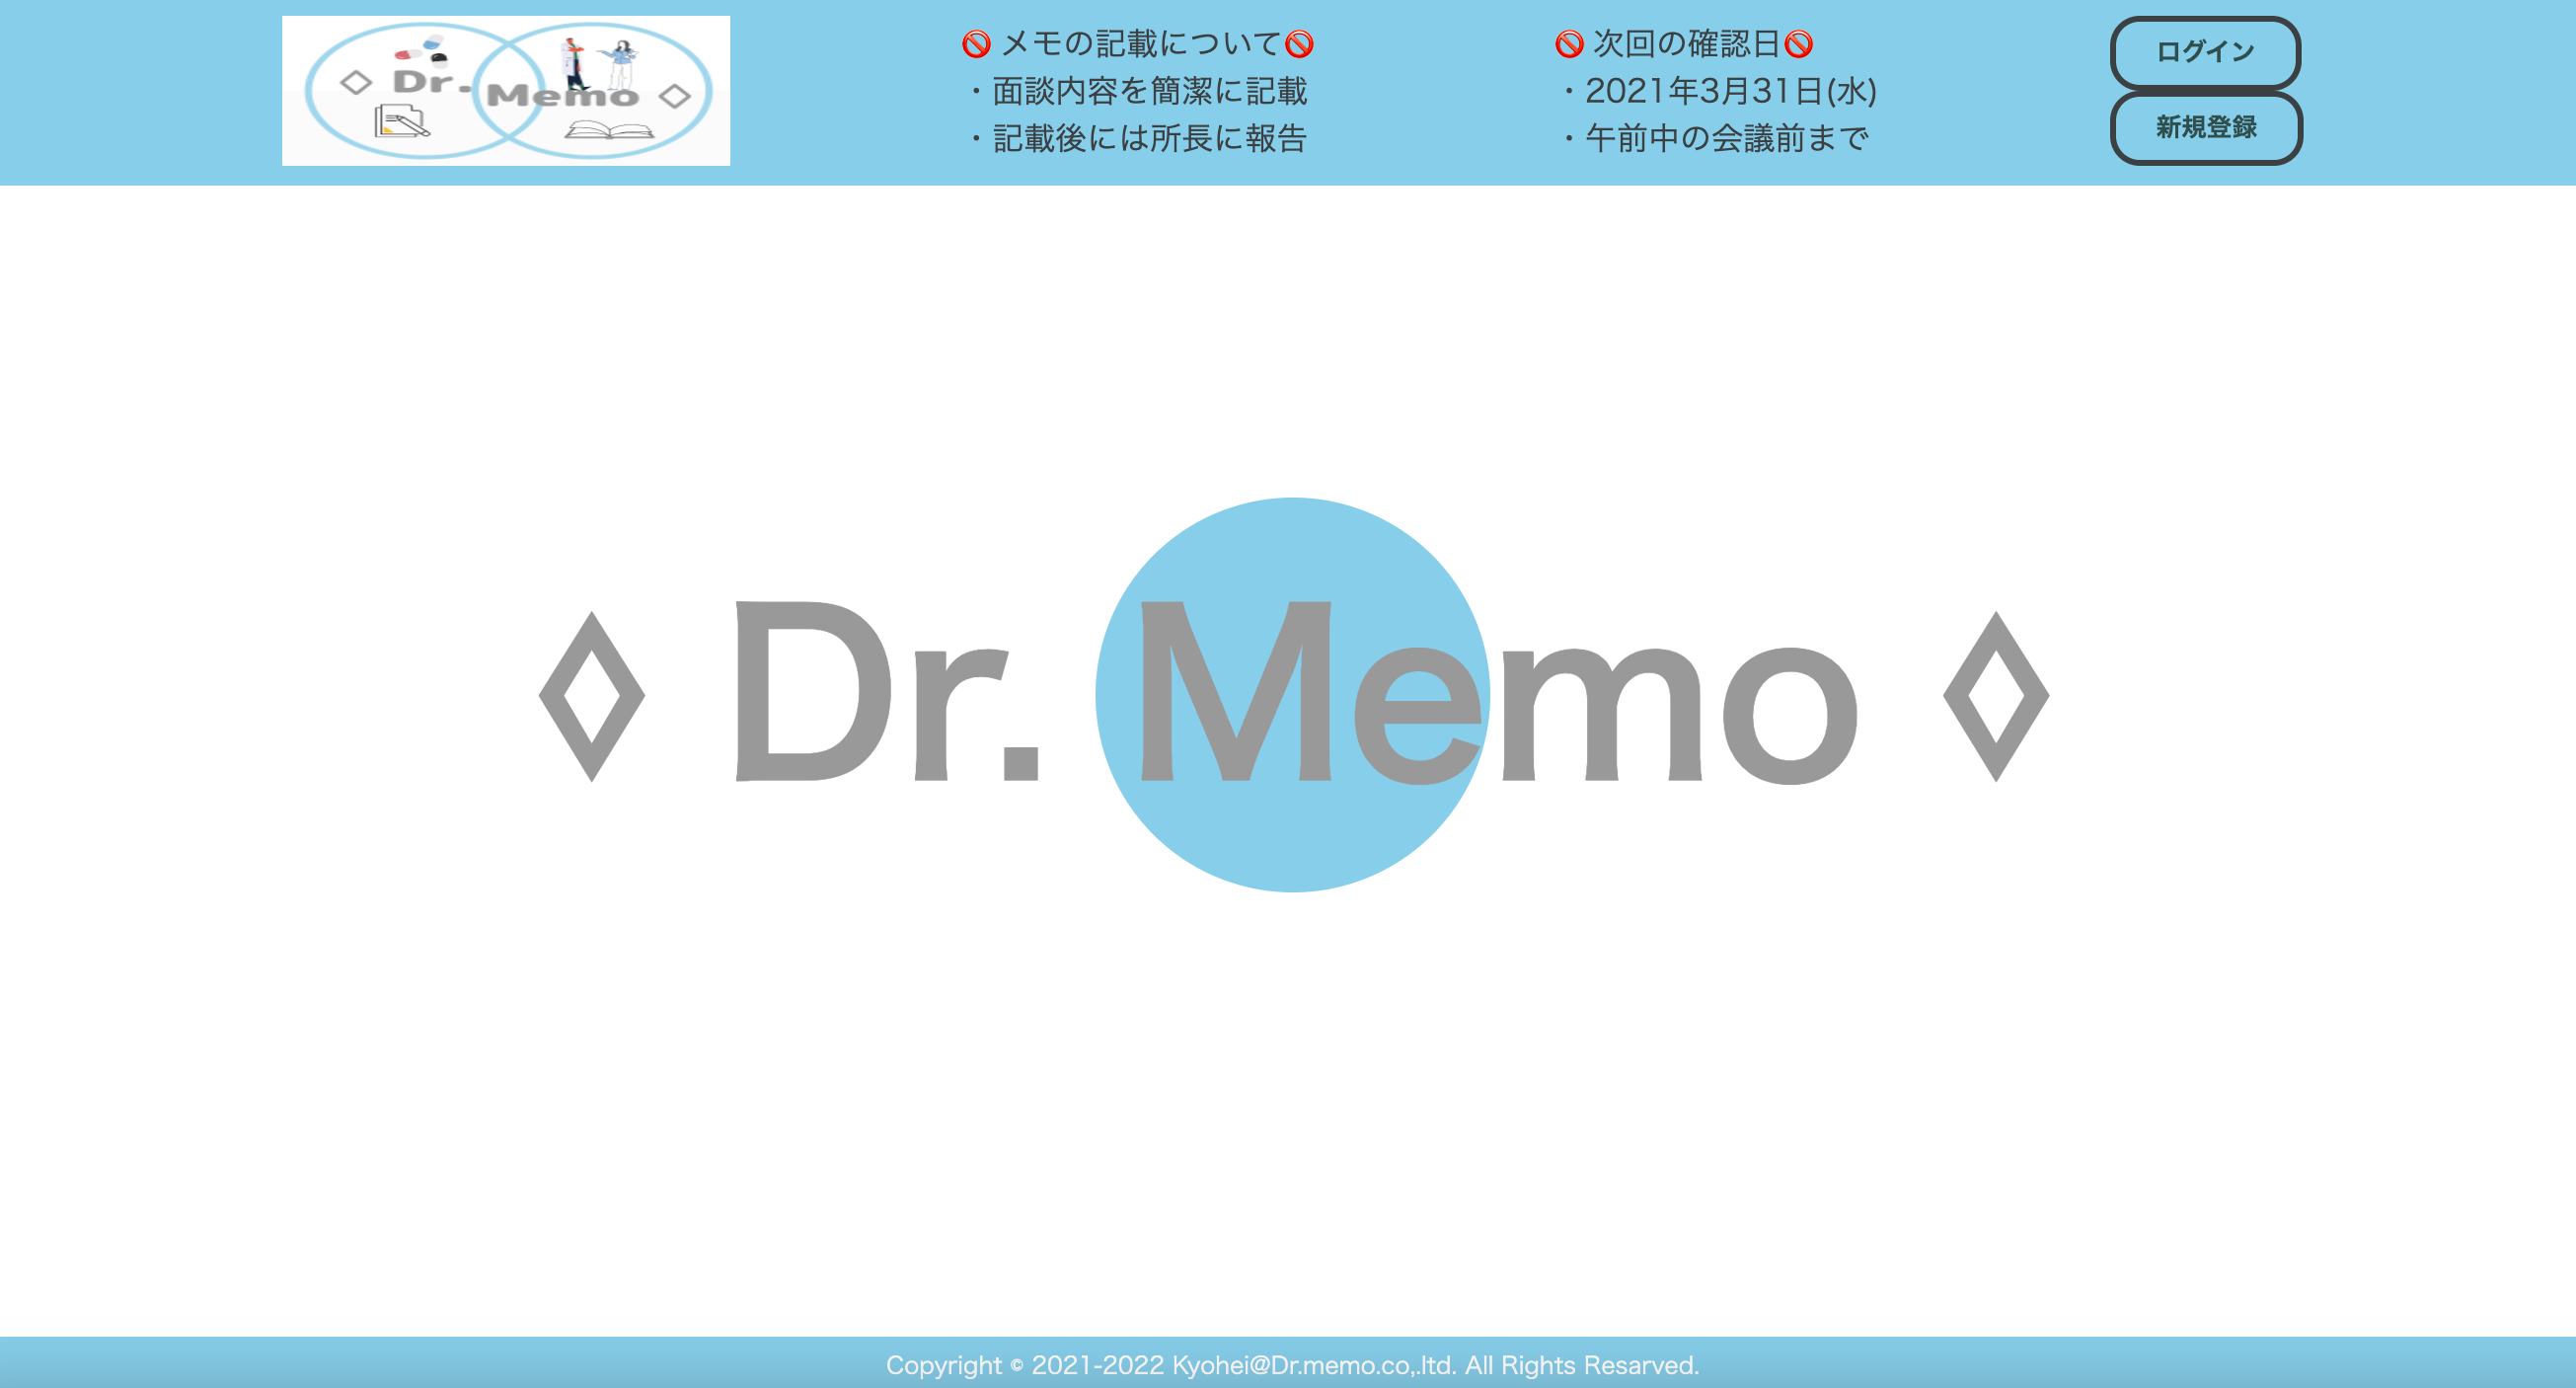 ◇ Dr.
Memo ◇
🚫 メモの記載について🚫
・面談内容を簡潔に記載
・記載後には所長に報告
🚫 次回の確認日🚫
・2021年3月31日(水)
・午前中の会議前まで
ログイン
新規登録
◇ Dr. Memo ◇
Copyright © 2021-2022 Kyohei@Dr.memo.co,.ltd. All Rights Resarved.